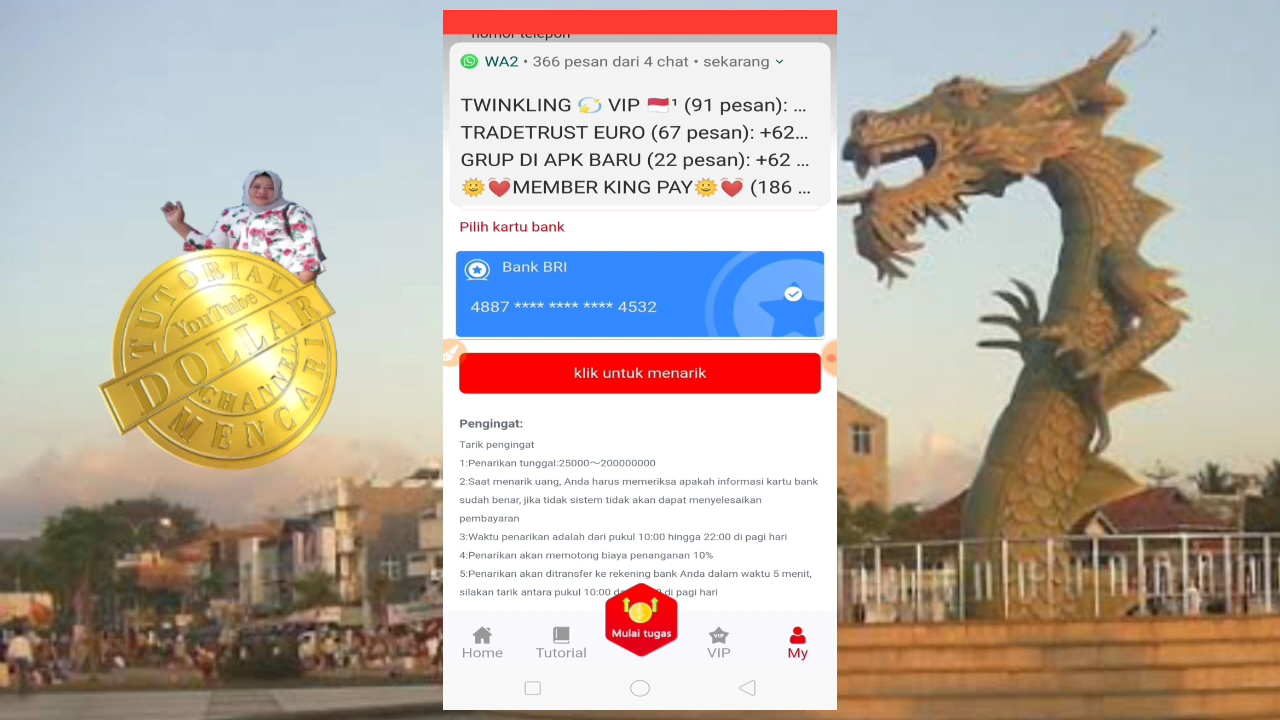 TUTORIAL
YouTube
DOLLAR
CHANNEL
MENCARI
nomor telepon
WA2 • 366 pesan dari 4 chat • sekarang
TWINKLING 💫 VIP 🇮🇩¹ (91 pesan): ...
TRADETRUST EURO (67 pesan): +62...
GRUP DI APK BARU (22 pesan): +62 ...
🌞❤️MEMBER KING PAY🌞❤️ (186 ...
Pilih kartu bank
Bank BRI
4887 **** **** **** 4532
klik untuk menarik
Pengingat:
Tarik pengingat
1:Penarikan tunggal:25000～200000000
2:Saat menarik uang, Anda harus memeriksa apakah informasi kartu bank
sudah benar, jika tidak sistem tidak akan dapat menyelesaikan
pembayaran
3:Waktu penarikan adalah dari pukul 10:00 hingga 22:00 di pagi hari
4:Penarikan akan memotong biaya penanganan 10%
5:Penarikan akan ditransfer ke rekening bank Anda dalam waktu 5 menit,
silakan tarik antara pukul 10:00 di pagi hari
Mulai tugas
Home
Tutorial
VIP
My